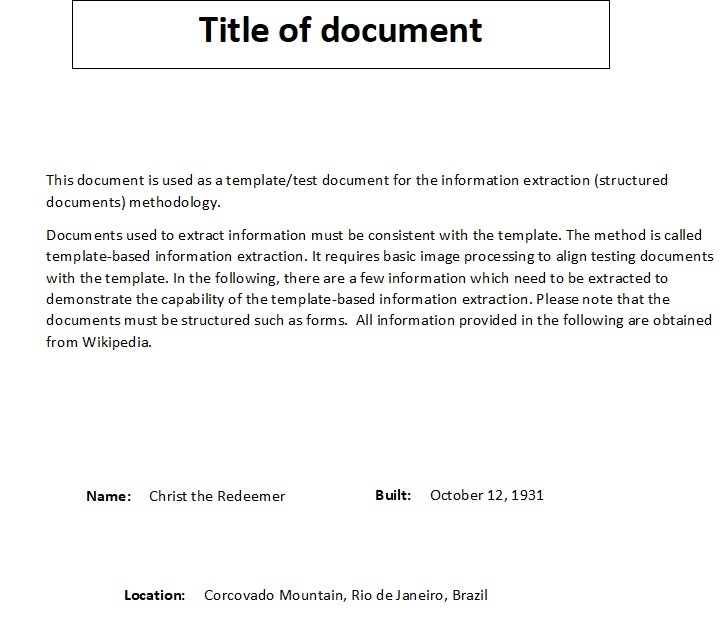 Title of document
This document is used as a template/test document for the information extraction (structured
documents) methodology.
Documents used to extract information must be consistent with the template. The method is called
template-based information extraction. It requires basic image processing to align testing documents
with the template. In the following, there are a few information which need to be extracted to
demonstrate the capability of the template-based information extraction. Please note that the
documents must be structured such as forms.  All information provided in the following are obtained
from Wikipedia.
Name: Christ the Redeemer Built: October 12, 1931
Location: Corcovado Mountain, Rio de Janeiro, Brazil